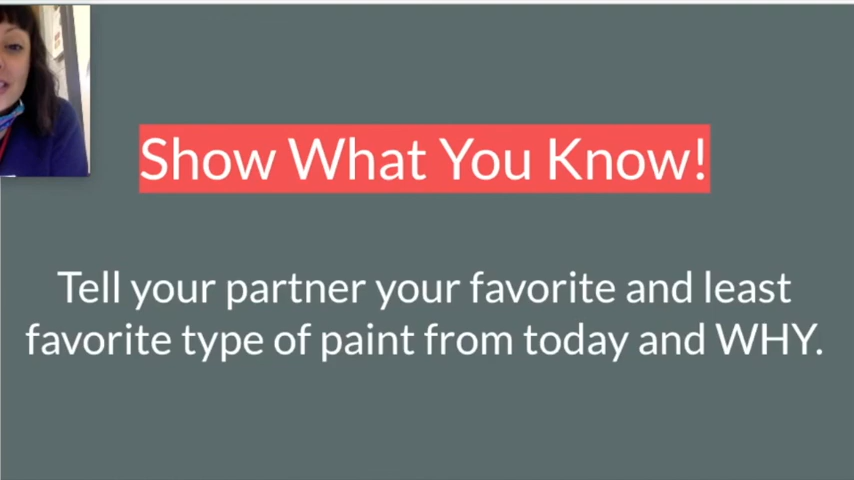 Show What You Know!
Tell your partner your favorite and least
favorite type of paint from today and WHY.